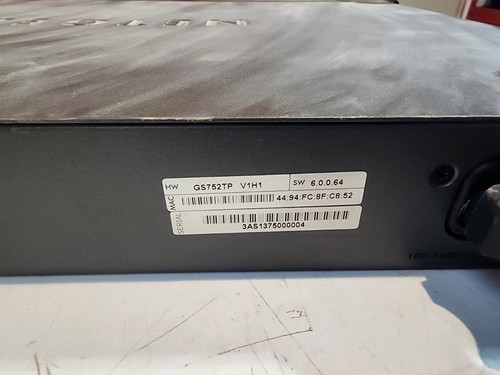 HW GS752TP V1H1 SW 6.0.0.64
MAC 44:94:FC:8F:C8:52
SERIAL 3AS1375000004